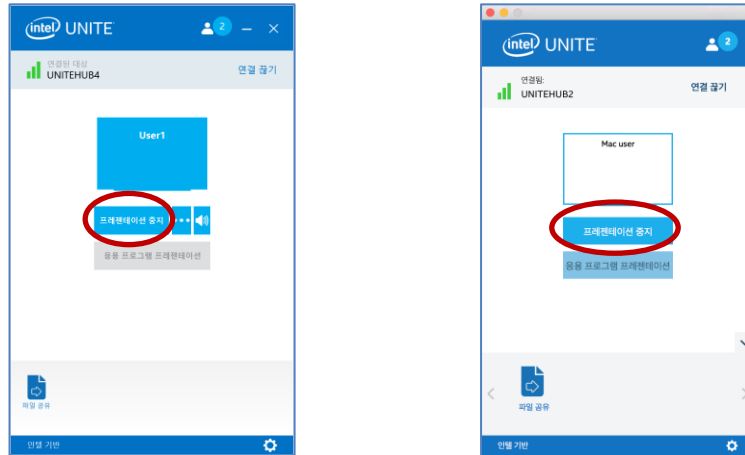 intel UNITE
2
연결된 대상
UNITEHUB4
연결 끊기
User1
프레젠테이션 중지
응용 프로그램 프레젠테이션
파일 공유
인텔 기반
intel UNITE
2
연결됨:
UNITEHUB2
연결 끊기
Mac user
프레젠테이션 중지
응용 프로그램 프레젠테이션
파일 공유
인텔 기반